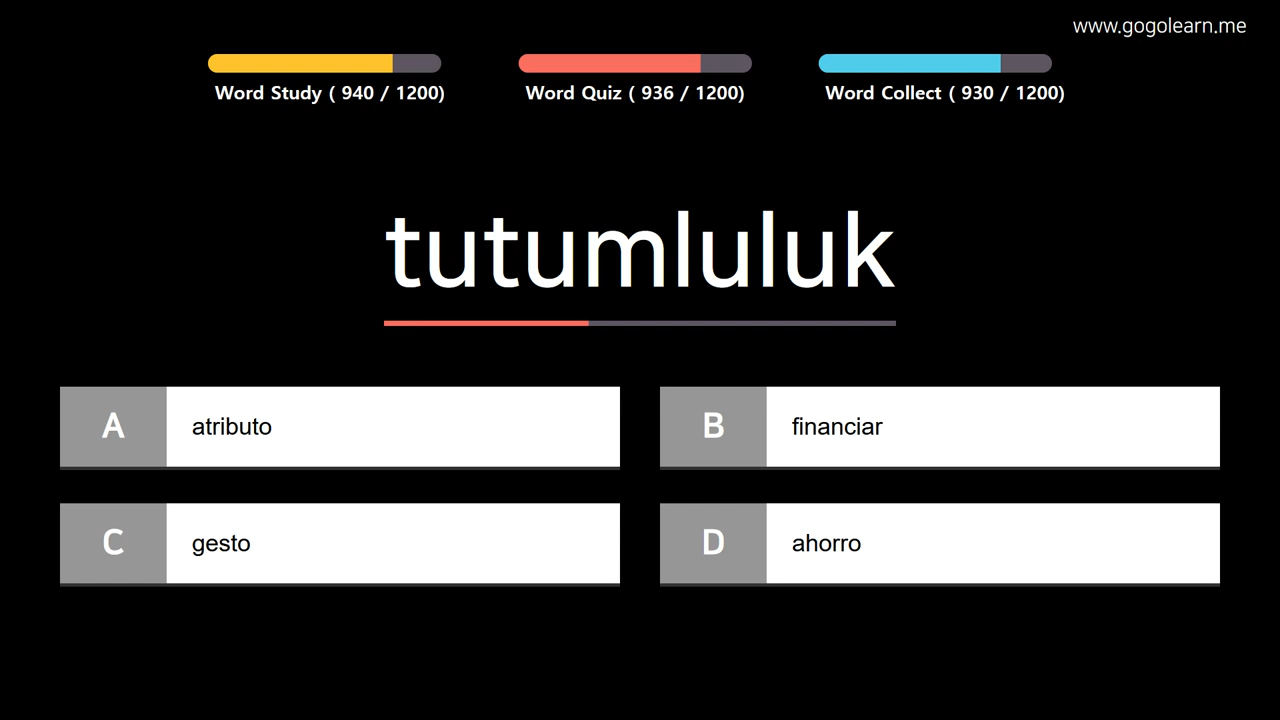 www.gogolearn.me
Word Study ( 940 / 1200)
Word Quiz ( 936 / 1200)
Word Collect ( 930 / 1200)
tutumluluk
A atributo
B financiar
C gesto
D ahorro